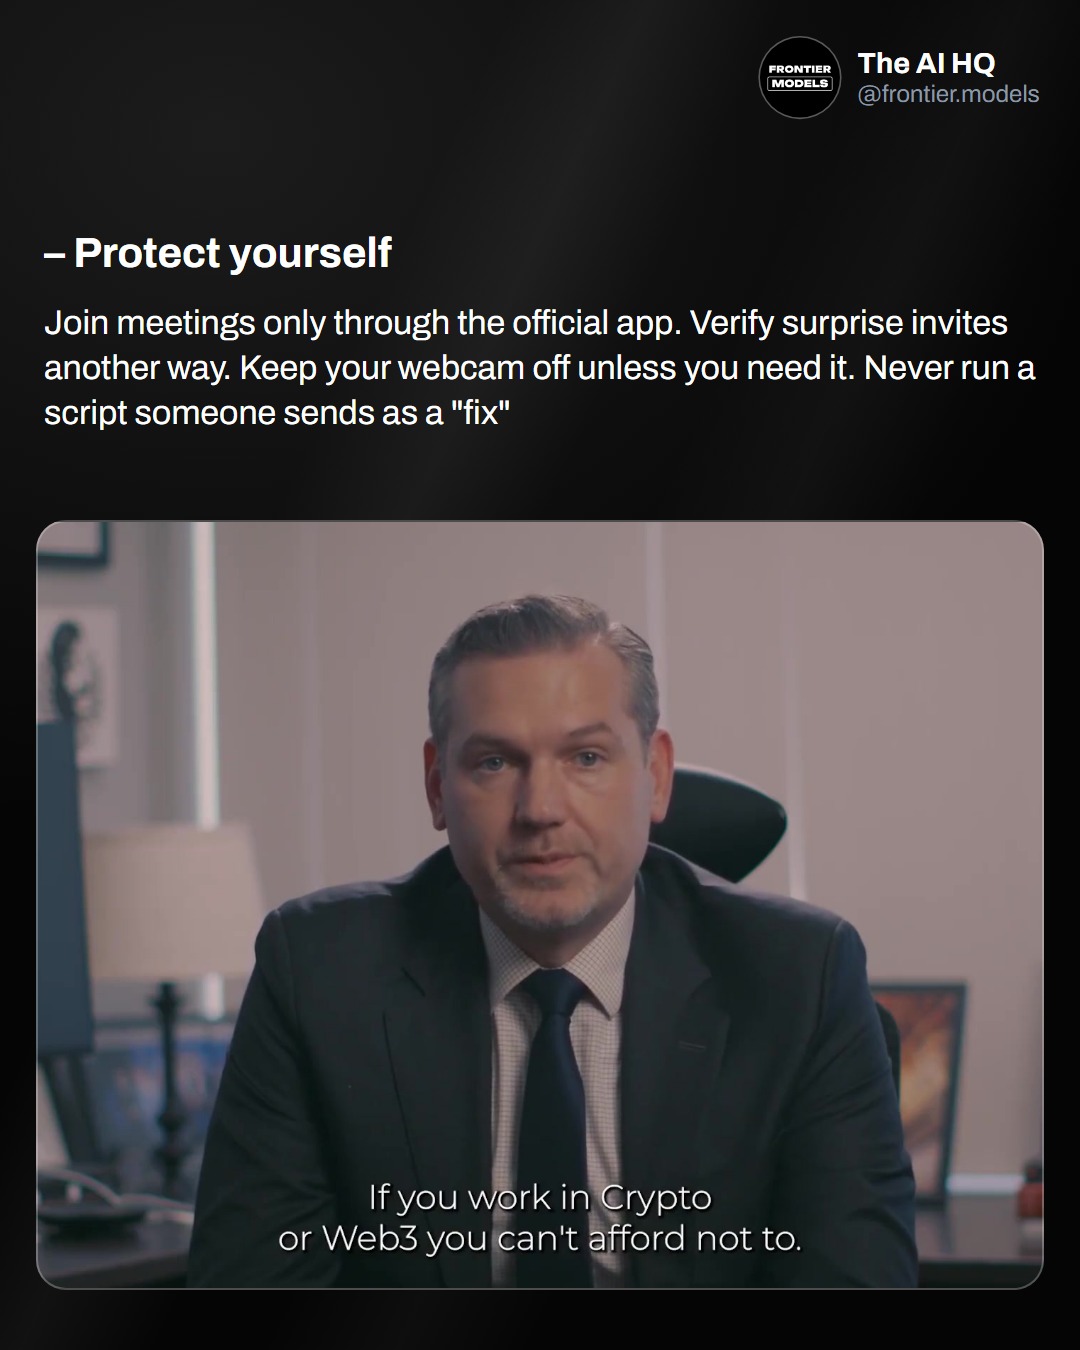 FRONTIER
MODELS
The AI HQ
@frontier.models
– Protect yourself
Join meetings only through the official app. Verify surprise invites
another way. Keep your webcam off unless you need it. Never run a
script someone sends as a "fix"
If you work in Crypto
or Web3 you can't afford not to.